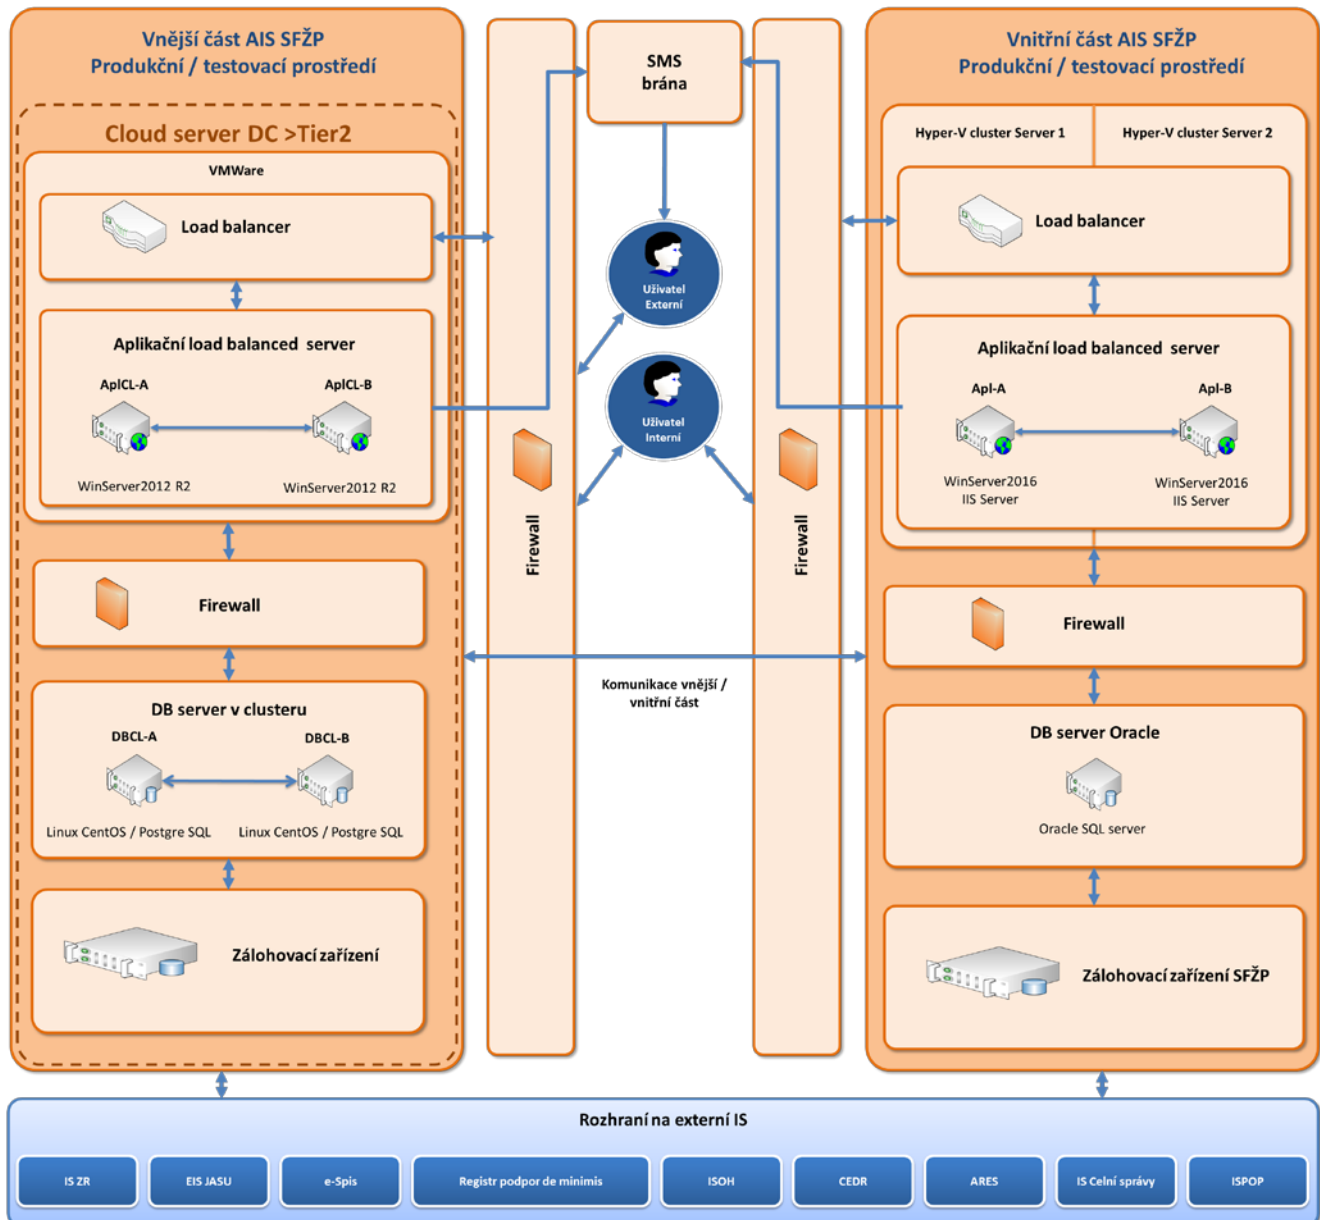 Vnější část AIS SFŽP
Produkční / testovací prostředí
Cloud server DC >Tier2
VMWare
Load balancer
Aplikační load balanced server
AplCL-A
AplCL-B
WinServer2012 R2
WinServer2012 R2
Firewall
DB server v clusteru
DBCL-A
DBCL-B
Linux CentOS / Postgre SQL
Linux CentOS / Postgre SQL
Zálohovací zařízení
Firewall
SMS
brána
Uživatel
Externí
Uživatel
Interní
Komunikace vnější /
vnitřní část
Firewall
Vnitřní část AIS SFŽP
Produkční / testovací prostředí
Hyper-V cluster Server 1
Hyper-V cluster Server 2
Load balancer
Aplikační load balanced server
Apl-A
Apl-B
WinServer2016
IIS Server
WinServer2016
IIS Server
Firewall
DB server Oracle
Oracle SQL server
Zálohovací zařízení SFŽP
Rozhraní na externí IS
IS ZR
EIS JASU
e-Spis
Registr podpor de minimis
ISOH
CEDR
ARES
IS Celní správy
ISPOP